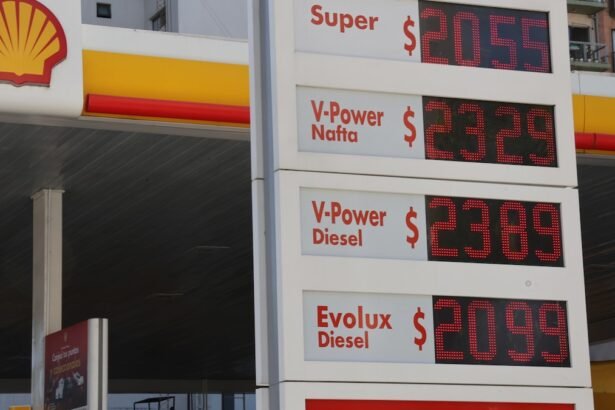 Super $ 2055
V-Power
Nafta
$ 2329
V-Power
Diesel
$ 2389
Evolux
Diesel
$ 2099